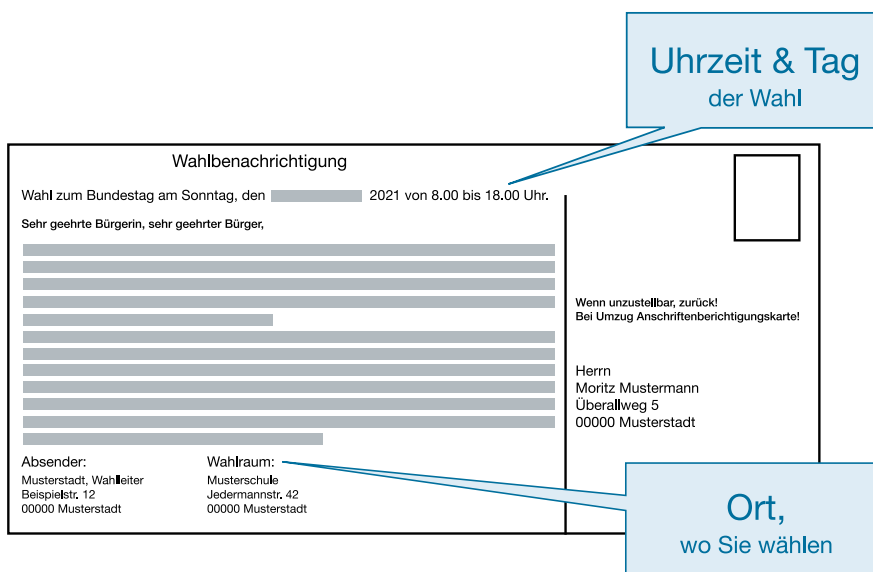 Uhrzeit & Tag
der Wahl
Wahlbenachrichtigung
Wahl zum Bundestag am Sonntag, den 2021 von 8.00 bis 18.00 Uhr.
Sehr geehrte Bürgerin, sehr geehrter Bürger,
Wenn unzustellbar, zurück!
Bei Umzug Anschriftenberichtigungskarte!
Herrn
Moritz Mustermann
Überallweg 5
00000 Musterstadt
Absender:
Musterstadt, Wahlleiter
Beispielstr. 12
00000 Musterstadt
Wahlraum:
Musterschule
Jedermannstr. 42
00000 Musterstadt
Ort,
wo Sie wählen